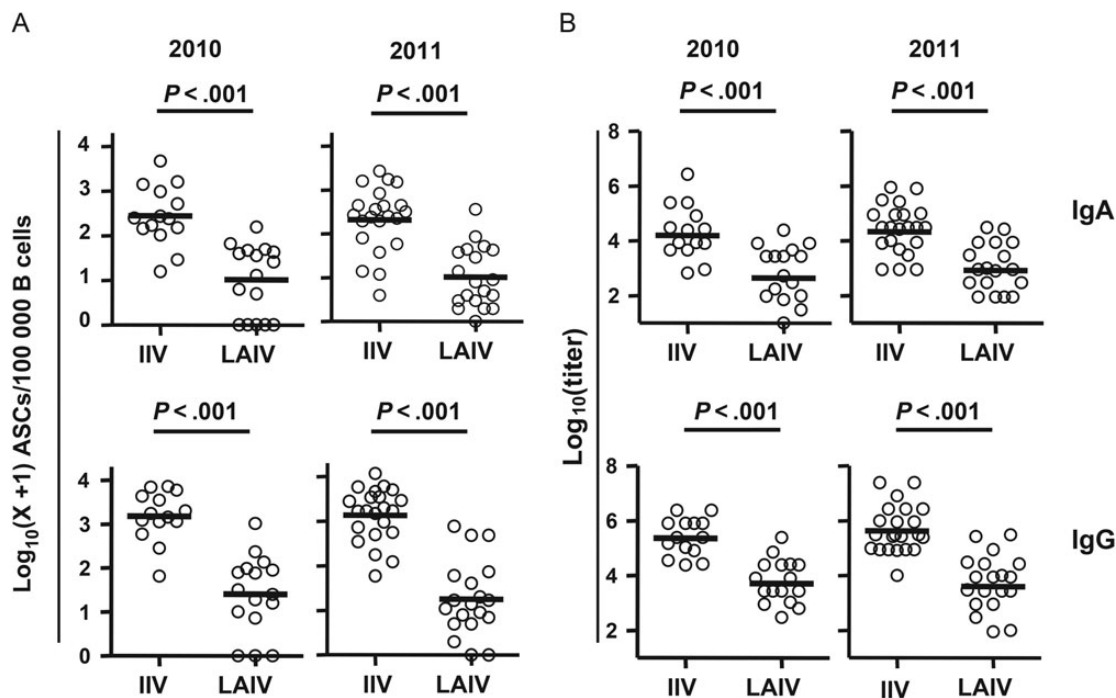 A
B
2010
2011
2010
2011
P < .001
P < .001
P < .001
P < .001
4
3
2
1
0
8
6
4
2
IgA
IIV
LAIV
IIV
LAIV
IIV
LAIV
IIV
LAIV
Log10(X +1) ASCs/100 000 B cells
Log10(titer)
P < .001
P < .001
P < .001
P < .001
4
3
2
1
0
8
6
4
2
IgG
IIV
LAIV
IIV
LAIV
IIV
LAIV
IIV
LAIV